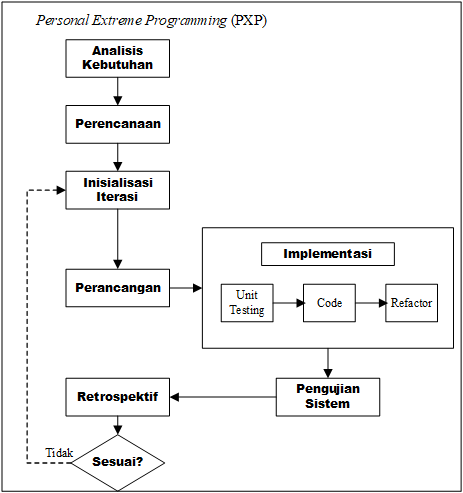 Personal Extreme Programming (PXP)
Analisis
Kebutuhan
Perencanaan
Inisialisasi
Iterasi
Perancangan
Implementasi
Unit
Testing
Code
Refactor
Pengujian
Sistem
Retrospektif
Sesuai?
Tidak